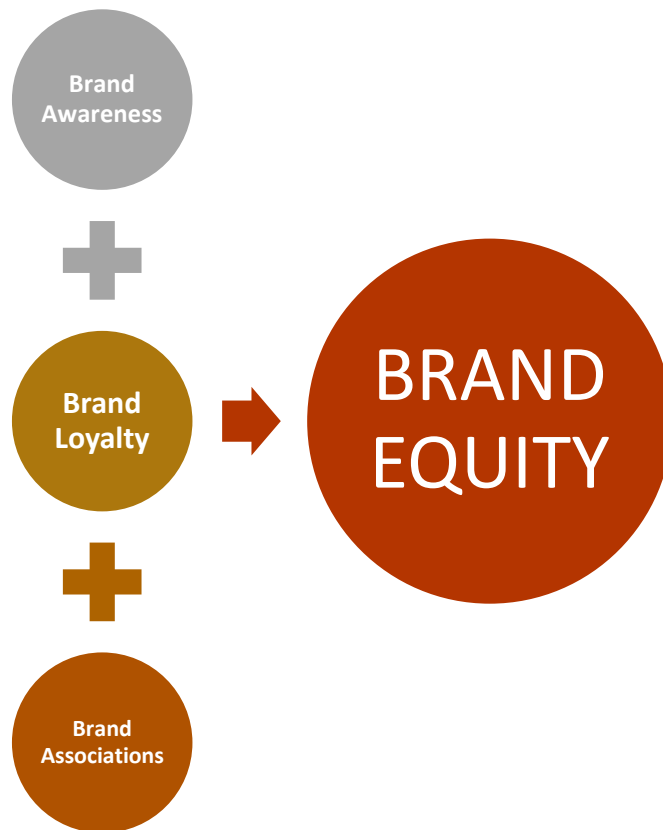 Brand
Awareness
Brand
Loyalty
BRAND
EQUITY
Brand
Associations